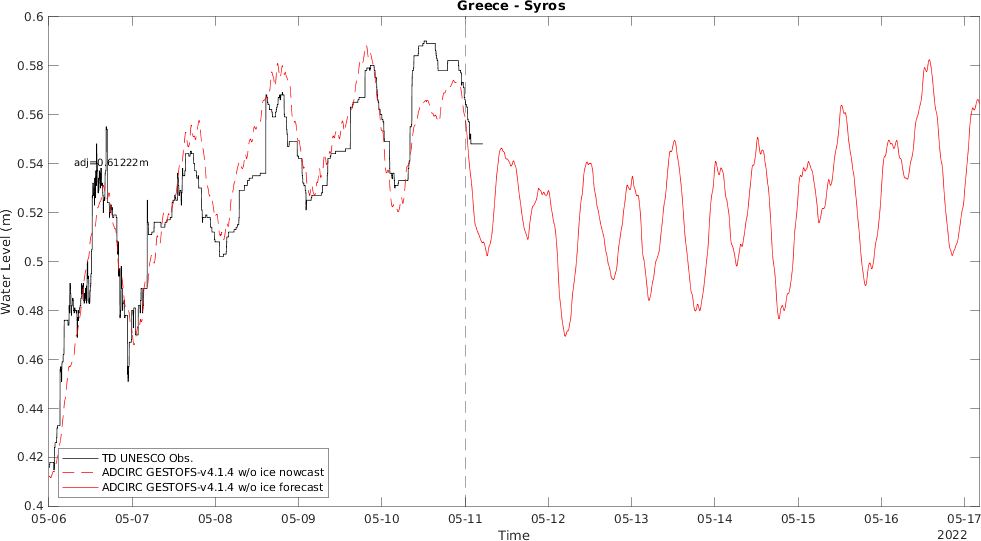 Greece - Syros
0.6
0.58
0.56
0.54
0.52
0.5
0.48
0.46
0.44
0.42
0.4
Water Level (m)
adj=0.61222m
TD UNESCO Obs.
ADCIRC GESTOFS-v4.1.4 w/o ice nowcast
ADCIRC GESTOFS-v4.1.4 w/o ice forecast
05-06 05-07 05-08 05-09 05-10 05-11 05-12 05-13 05-14 05-15 05-16 05-17
Time
2022